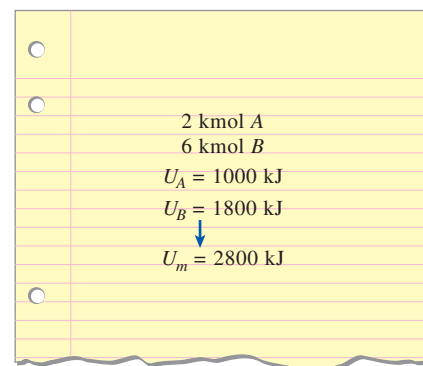 2 kmol A
6 kmol B
U_A = 1000 kJ
U_B = 1800 kJ
U_m = 2800 kJ